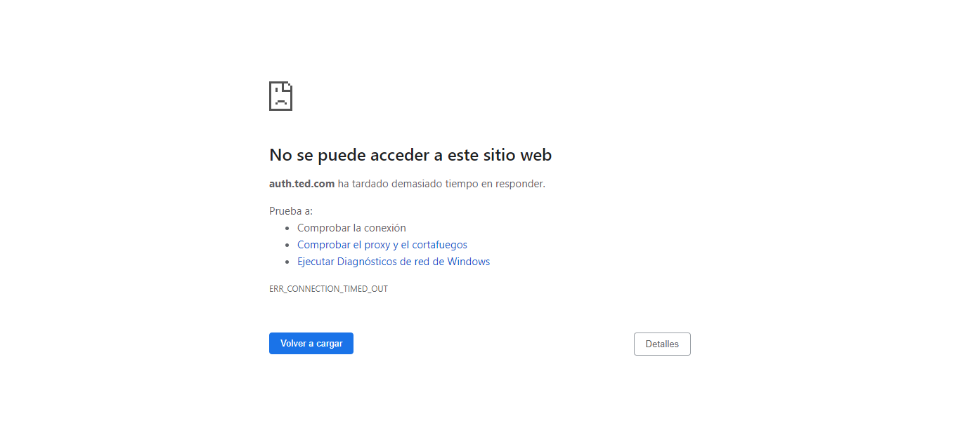 No se puede acceder a este sitio web
auth.ted.com ha tardado demasiado tiempo en responder.
Prueba a:
• Comprobar la conexión
• Comprobar el proxy y el cortafuegos
• Ejecutar Diagnósticos de red de Windows
ERR_CONNECTION_TIMED_OUT
Volver a cargar
Detalles